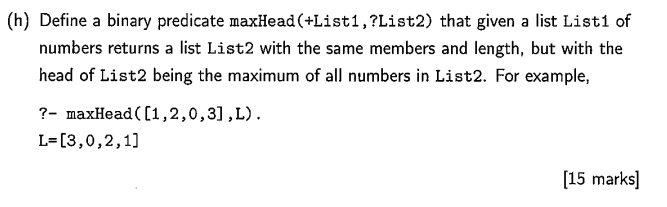 (h) Define a binary predicate maxHead(+List1,?List2) that given a list List1 of
numbers returns a list List2 with the same members and length, but with the
head of List2 being the maximum of all numbers in List2. For example,
?- maxHead([1,2,0,3],L).
L=[3,0,2,1]
[15 marks]